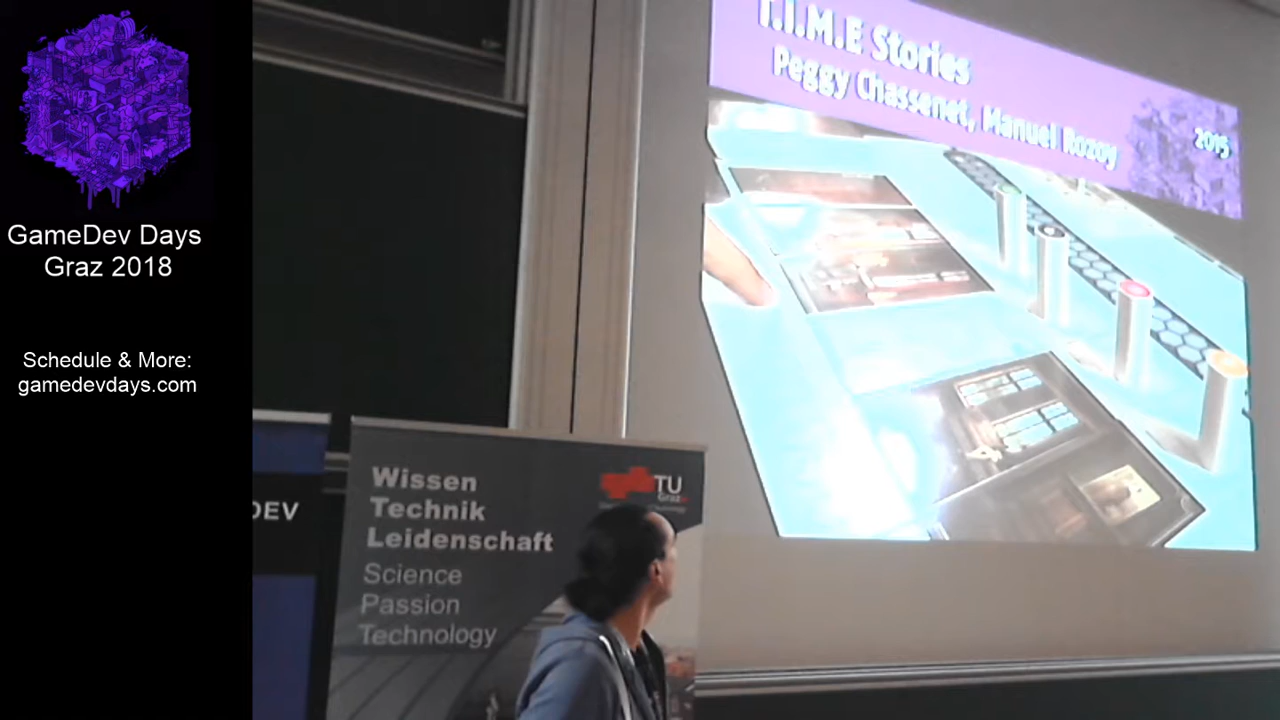 GameDev Days
Graz 2018
Schedule & More:
gamedevdays.com
T.I.M.E Stories
Peggy Chassenet, Manuel Rozoy
2015
DEV
Wissen
Technik
Leidenschaft
Science
Passion
Technology
TU
Graz